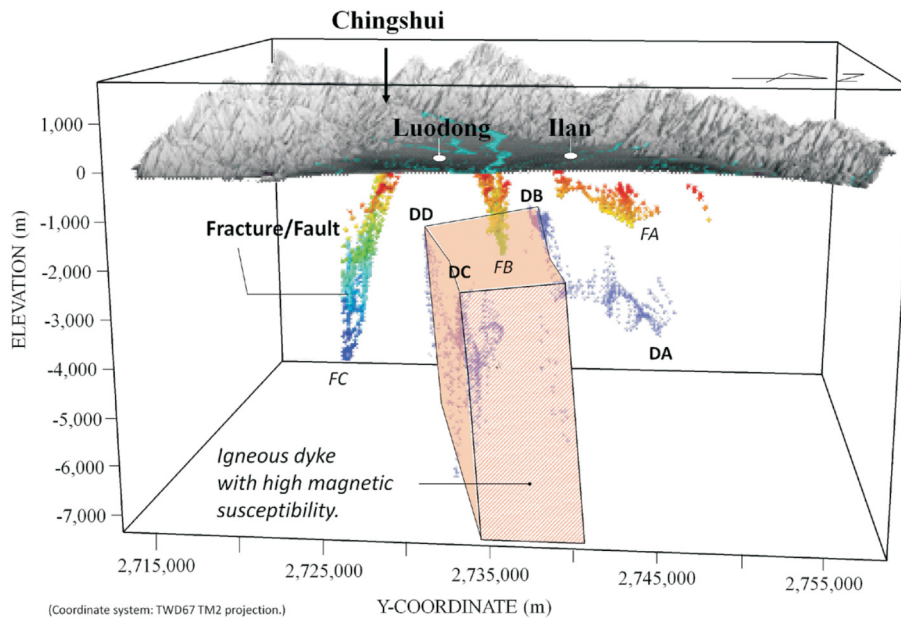 Chingshui
Z
Luodong
Ilan
1,000
0
-1,000
-2,000
-3,000
-4,000
-5,000
-6,000
-7,000
ELEVATION (m)
Fracture/Fault
DD
DB
DC
FB
FA
DA
FC
Igneous dyke
with high magnetic
susceptibility.
2,715,000
2,725,000
2,735,000
2,745,000
2,755,000
(Coordinate system: TWD67 TM2 projection.)
Y-COORDINATE (m)